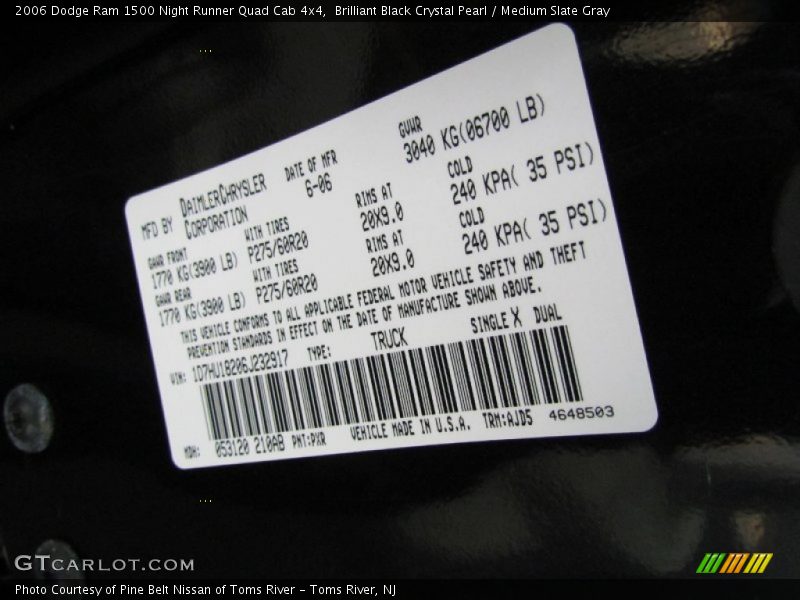 2006 Dodge Ram 1500 Night Runner Quad Cab 4x4,  Brilliant Black Crystal Pearl / Medium Slate Gray
MFD BY DAIMLERCHRYSLER CORPORATION
DATE OF MFR 6-06
GVWR 3040 KG(06700 LB)
GAWR FRONT 1770 KG(3900 LB)
WITH TIRES P275/60R20
RIMS AT 20X9.0
COLD 240 KPA( 35 PSI)
GAWR REAR 1770 KG(3900 LB)
WITH TIRES P275/60R20
RIMS AT 20X9.0
COLD 240 KPA( 35 PSI)
THIS VEHICLE CONFORMS TO ALL APPLICABLE FEDERAL MOTOR VEHICLE SAFETY AND THEFT
PREVENTION STANDARDS IN EFFECT ON THE DATE OF MANUFACTURE SHOWN ABOVE.
VIN: 1D7HU18206J232917 TYPE: TRUCK SINGLE X DUAL
MDH: 053120 210AB PNT:PXR VEHICLE MADE IN U.S.A. TRM:AJD5 4648503
GTCARLOT.COM
Photo Courtesy of Pine Belt Nissan of Toms River – Toms River, NJ